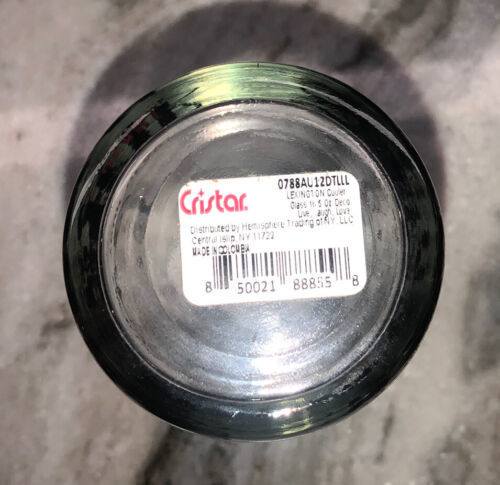 Cristar.
0788AU12DTLLL
LEXINGTON Cooler
Glass 16 5 Oz Deco
Live, Laugh, Love
Distributed by Hemisphere Trading of NY, LLC
Central Islip, NY 11722
MADE IN COLOMBIA
8 50021 88855 8